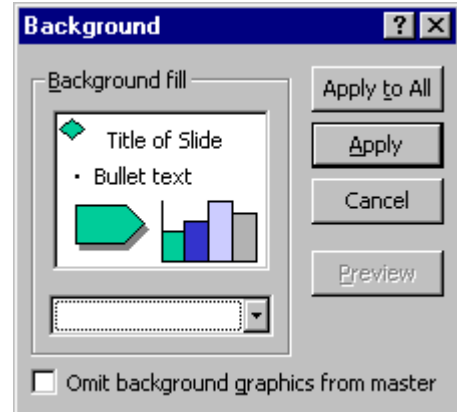 Background ? ×
Background fill
Title of Slide
• Bullet text
Apply to All
Apply
Cancel
Preview
Omit background graphics from master